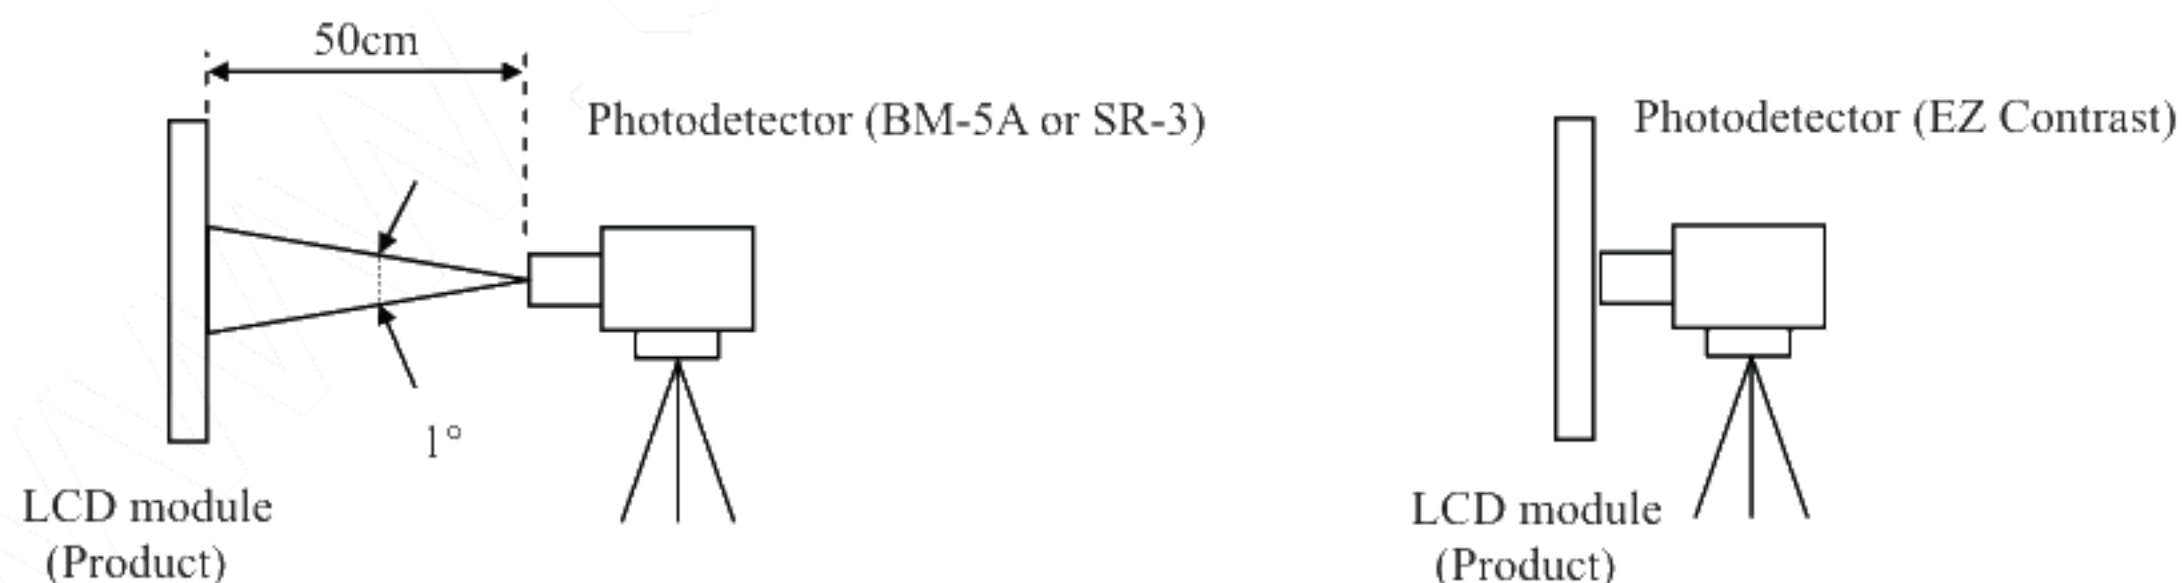 50cm
Photodetector (BM-5A or SR-3)
1°
LCD module
(Product)
Photodetector (EZ Contrast)
LCD module
(Product)